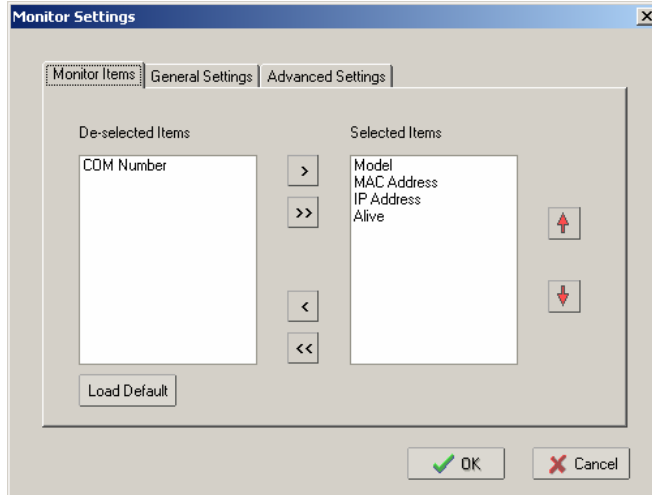 Monitor Settings
Monitor Items General Settings Advanced Settings
De-selected Items Selected Items
COM Number
Model
MAC Address
IP Address
Alive
>
>>
<
<<
Load Default
OK Cancel